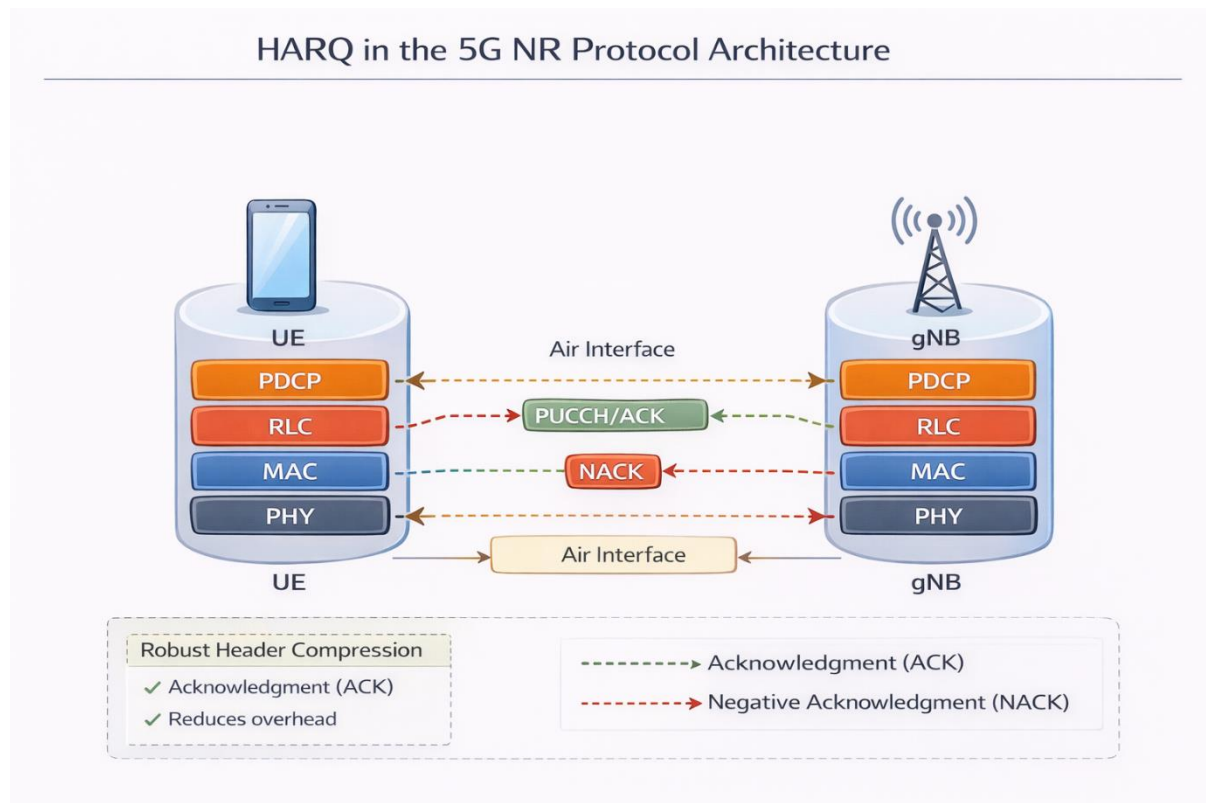 HARQ in the 5G NR Protocol Architecture
UE
gNB
Air Interface
PDCP
PDCP
RLC
PUCCH/ACK
RLC
MAC
NACK
MAC
PHY
PHY
Air Interface
UE
gNB
Robust Header Compression
Acknowledgment (ACK)
Reduces overhead
Acknowledgment (ACK)
Negative Acknowledgment (NACK)